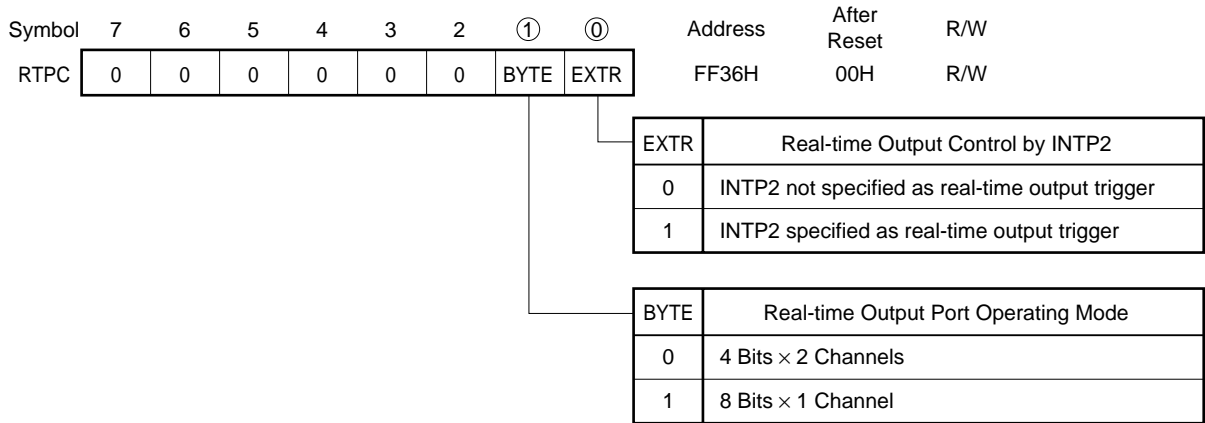 Symbol 7 6 5 4 3 2 ① ⓪ Address After Reset R/W
RTPC 0 0 0 0 0 0 BYTE EXTR FF36H 00H R/W
EXTR Real-time Output Control by INTP2
0 INTP2 not specified as real-time output trigger
1 INTP2 specified as real-time output trigger
BYTE Real-time Output Port Operating Mode
0 4 Bits × 2 Channels
1 8 Bits × 1 Channel